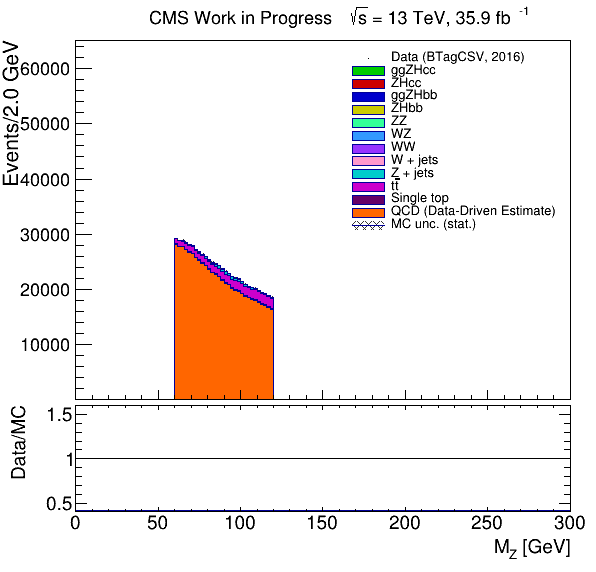 CMS Work in Progress √s = 13 TeV, 35.9 fb -1
Events/2.0 GeV
60000
50000
40000
30000
20000
10000
Data (BTagCSV, 2016)
ggZHcc
ZHcc
ggZHbb
ZHbb
ZZ
WZ
WW
W + jets
Z + jets
tt̅
Single top
QCD (Data-Driven Estimate)
MC unc. (stat.)
Data/MC
1.5
1
0.5
0 50 100 150 200 250 300
M_Z [GeV]